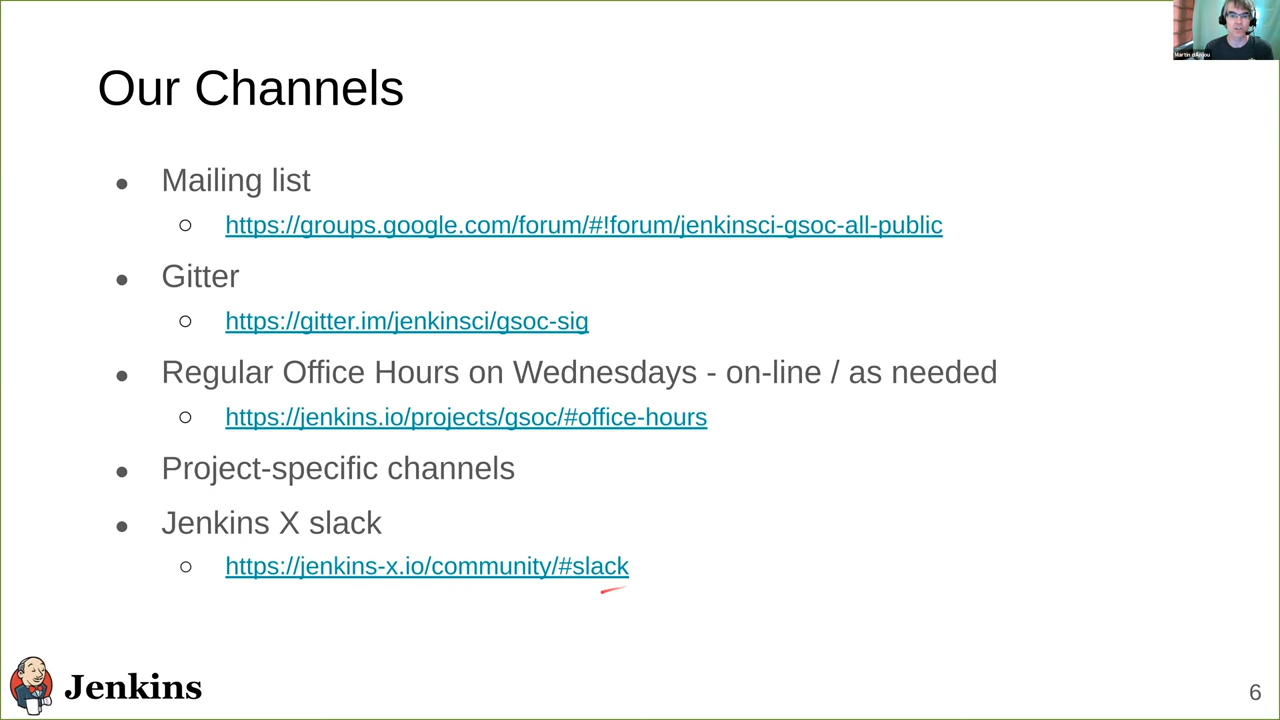 Our Channels
● Mailing list
○ https://groups.google.com/forum/#!forum/jenkinsci-gsoc-all-public
● Gitter
○ https://gitter.im/jenkinsci/gsoc-sig
● Regular Office Hours on Wednesdays - on-line / as needed
○ https://jenkins.io/projects/gsoc/#office-hours
● Project-specific channels
● Jenkins X slack
○ https://jenkins-x.io/community/#slack
Jenkins
6
Martin dAnjou